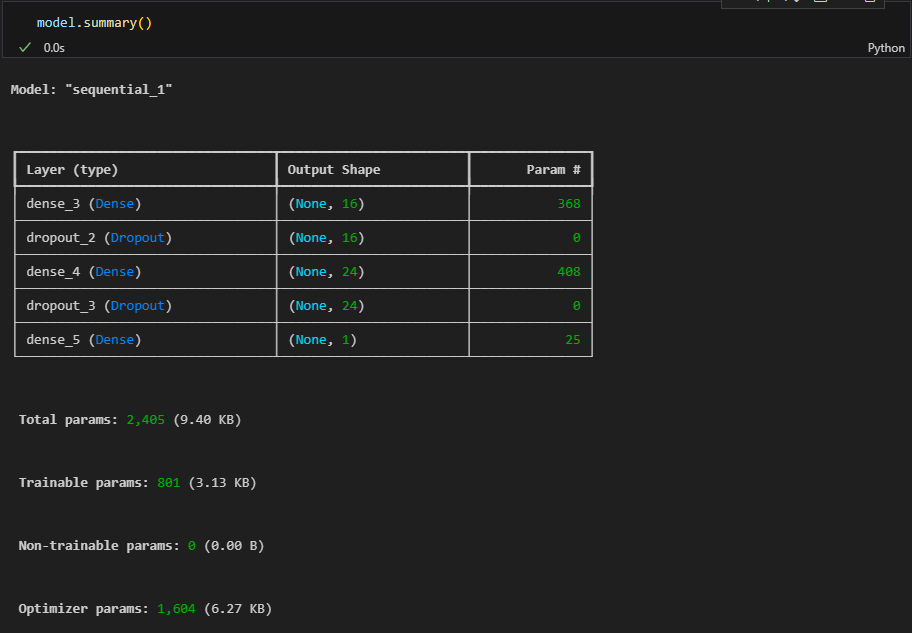 model.summary()
0.0s
Python
Model: "sequential_1"
Layer (type) Output Shape Param #
dense_3 (Dense) (None, 16) 368
dropout_2 (Dropout) (None, 16) 0
dense_4 (Dense) (None, 24) 408
dropout_3 (Dropout) (None, 24) 0
dense_5 (Dense) (None, 1) 25
Total params: 2,405 (9.40 KB)
Trainable params: 801 (3.13 KB)
Non-trainable params: 0 (0.00 B)
Optimizer params: 1,604 (6.27 KB)